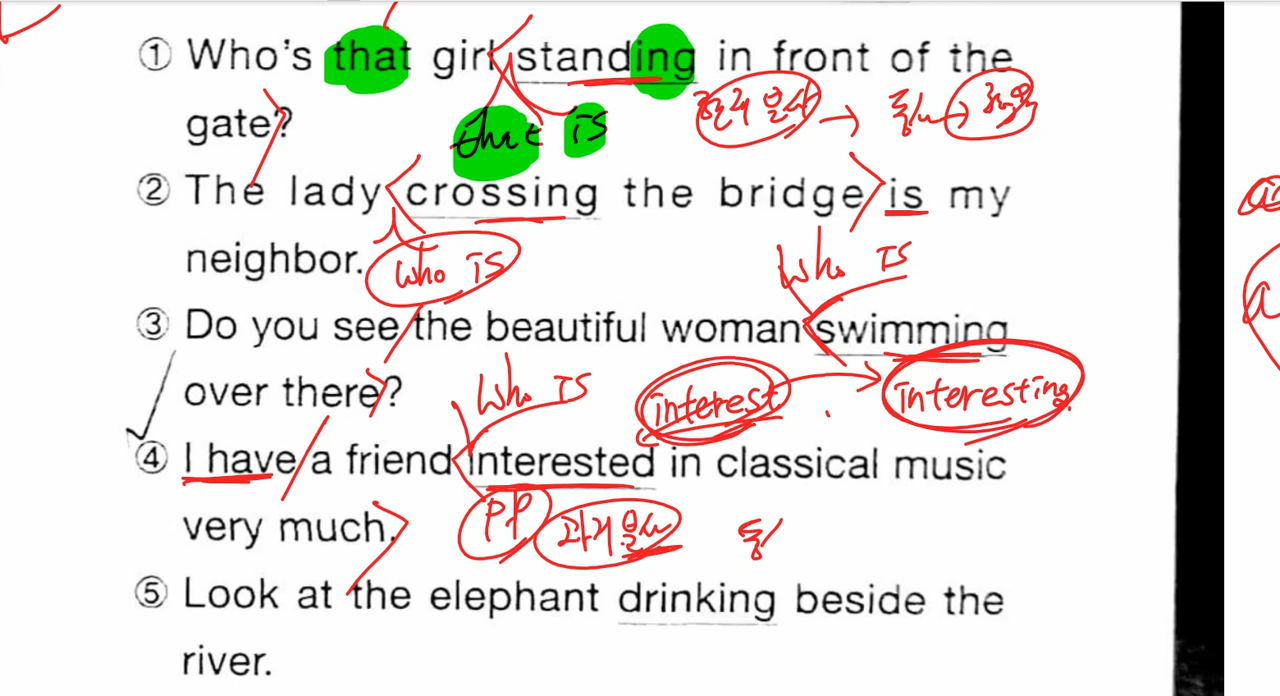 ① Who's that girl standing in front of the
gate?
that is
현재 분사 → 동사 → 형용
② The lady crossing the bridge is my
neighbor.
who is
who is
③ Do you see the beautiful woman swimming
over there?
who is
interest → interesting
④ I have a friend interested in classical music
very much.
PP 과거분사 동
⑤ Look at the elephant drinking beside the
river.